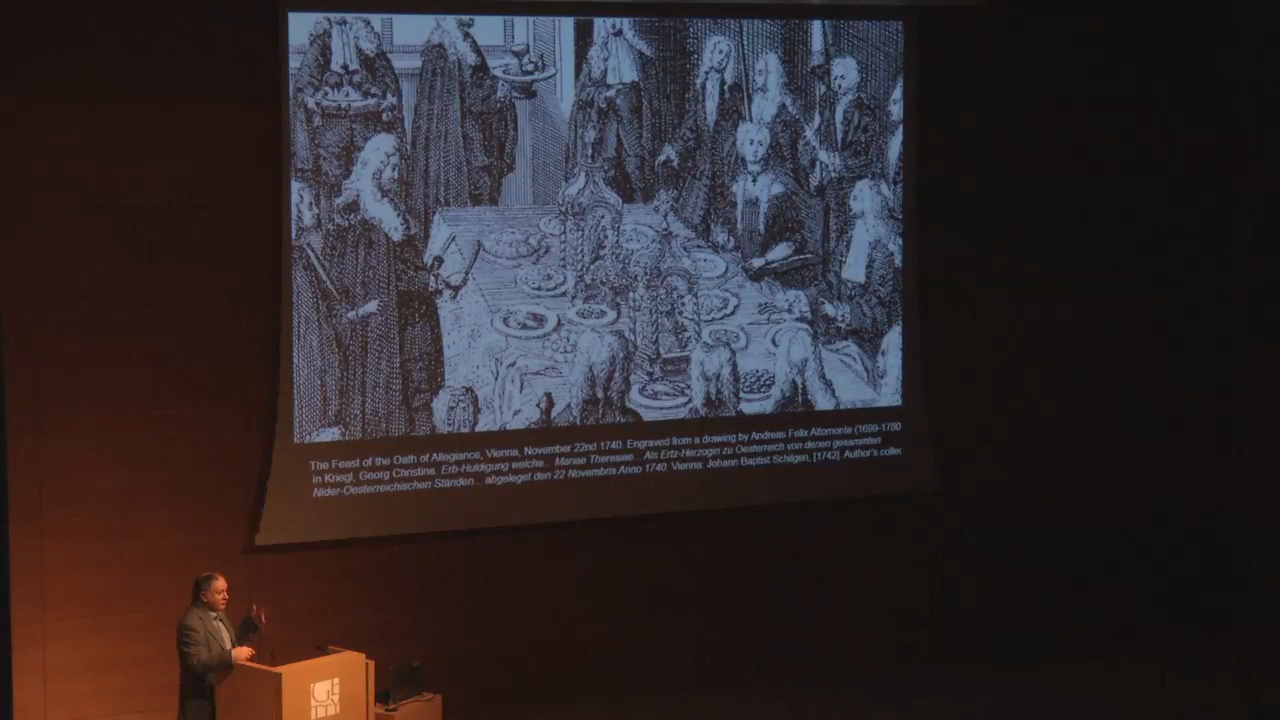 The Feast of the Oath of Allegiance, Vienna, November 22nd 1740. Engraved from a drawing by Andreas Felix Altomonte (1699-1780
in Kriegl, Georg Christina. Erb-Huldigung welche... Mariae Theresiae... Als Ertz-Herzogin zu Oesterreich von denen gesammten
Nider-Oesterreichischen Ständen... abgeleget den 22 Novembris Anno 1740. Vienna: Johann Baptist Schilgen, [1742]. Author's collec
GETTY